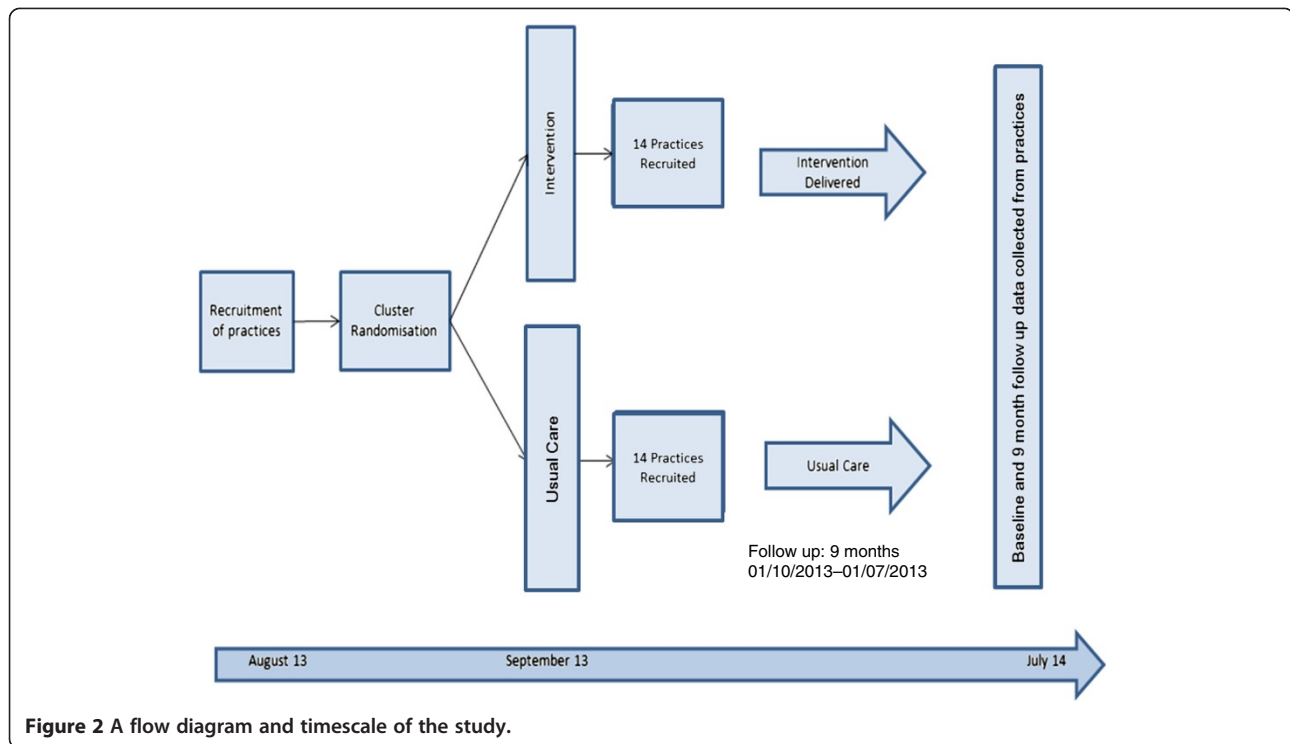 Recruitment
of practices
Cluster
Randomisation
Intervention
14 Practices
Recruited
Intervention
Delivered
Usual Care
14 Practices
Recruited
Usual Care
Follow up: 9 months
01/10/2013–01/07/2013
Baseline and 9 month follow up data collected from practices
August 13
September 13
July 14
Figure 2 A flow diagram and timescale of the study.